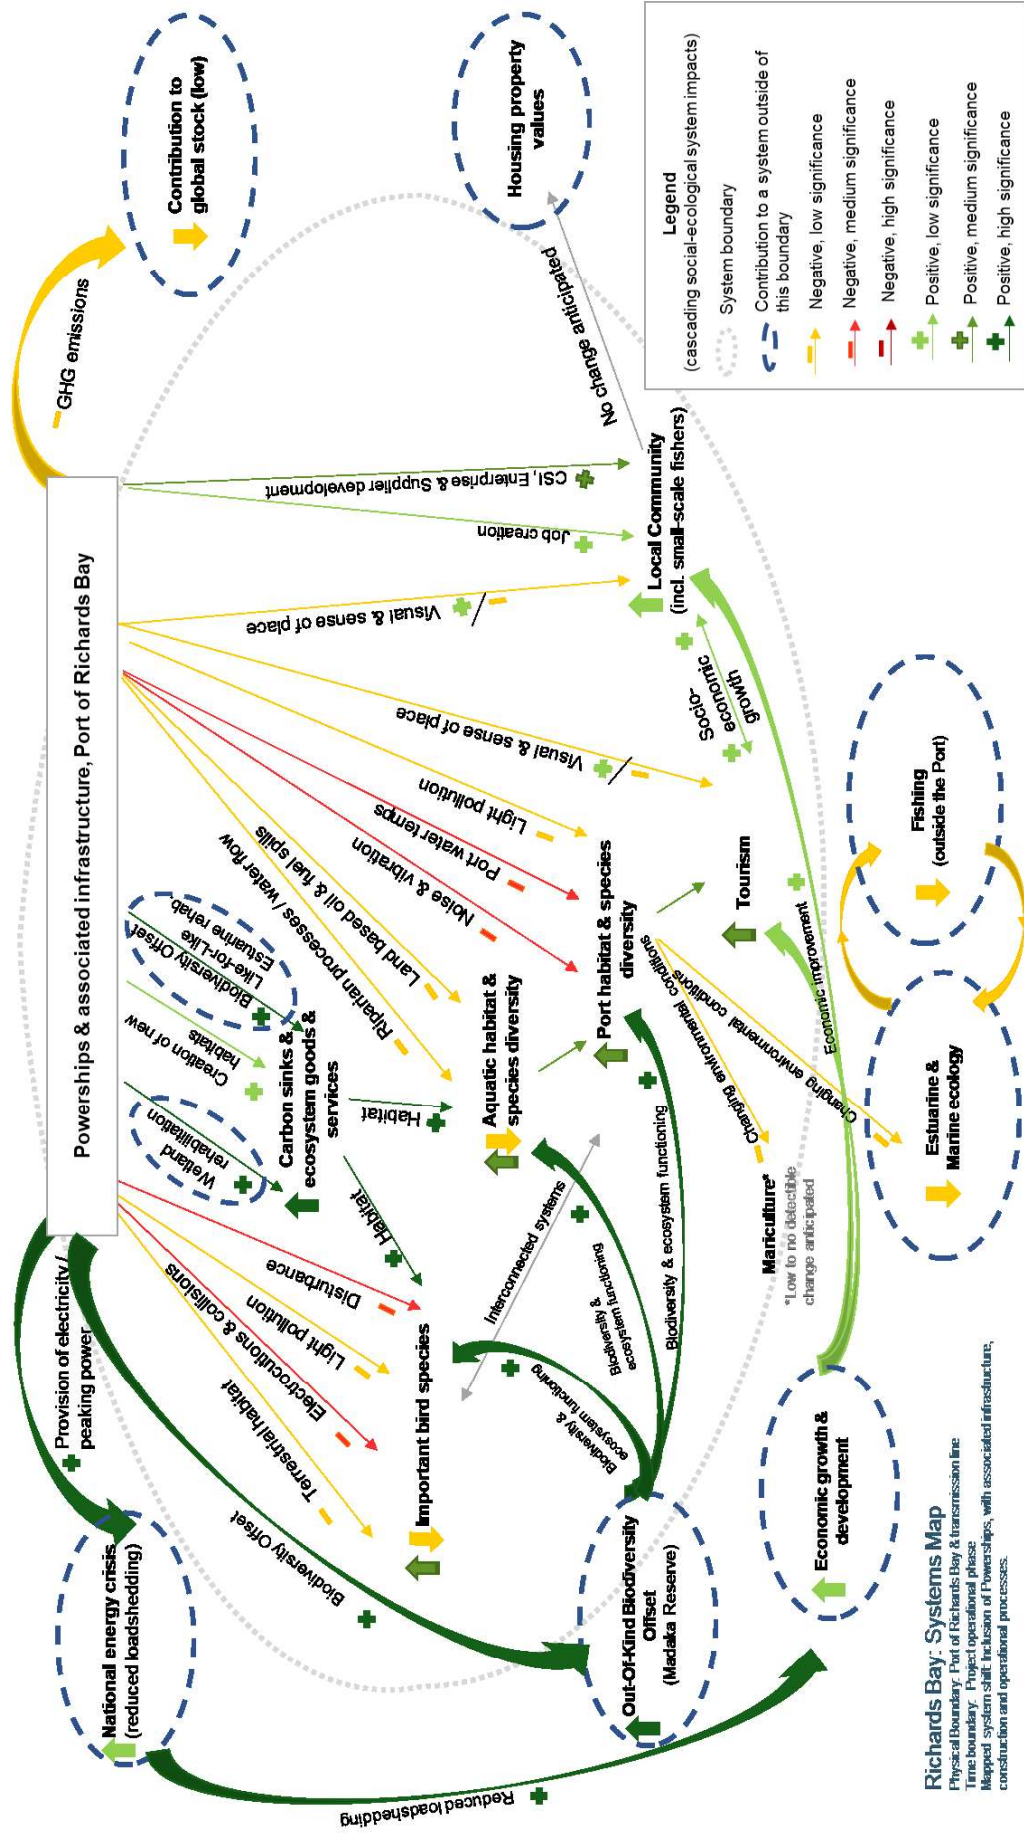 Powerships & associated infrastructure, Port of Richards Bay
GHG emissions
Contribution to
global stock (low)
Provision of electricity /
peaking power
National energy crisis
(reduced loadshedding)
Reduced loadshedding
Biodiversity Offset
Terrestrial habitat
Electrocutions & collisions
Light pollution
Disturbance
Wetland
rehabilitation
Creation of new
habitats
Biodiversity Offset
Like-for-Like
Estuarine rehab
Riparian processes / water flow
Land based oil & fuel spills
Noise & vibration
Port water temps
Light pollution
Visual & sense of place
Visual & sense of place
Job creation
CSI, Enterprise & Supplier development
Carbon sinks &
ecosystem goods &
services
Habitat
Habitat
Important bird species
Aquatic habitat &
species diversity
Port habitat & species
diversity
Local Community
(incl. small-scale fishers)
No change anticipated
Housing property
values
Socio-
economic
growth
Tourism
Interconnected systems
Biodiversity &
ecosystem functioning
Biodiversity &
ecosystem functioning
Biodiversity & ecosystem functioning
Out-Of-Kind Biodiversity
Offset
(Madaka Reserve)
Changing environmental conditions
Changing environmental conditions
Mariculture*
*Low to no detectible
change anticipated
Economic improvement
Economic growth &
development
Estuarine &
Marine ecology
Fishing
(outside the Port)
Richards Bay: Systems Map
Physical Boundary: Port of Richards Bay & transmission line
Time boundary: Project operational phase
Mapped system shift: Inclusion of Powerships, with associated infrastructure,
construction and operational processes.
Legend
(cascading social-ecological system impacts)
System boundary
Contribution to a system outside of
this boundary
Negative, low significance
Negative, medium significance
Negative, high significance
Positive, low significance
Positive, medium significance
Positive, high significance